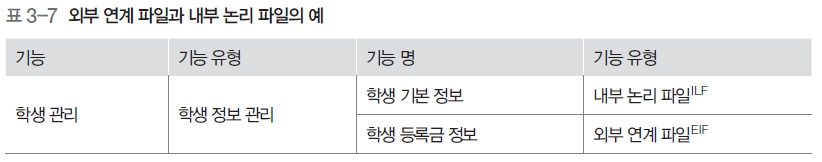 표 3-7 외부 연계 파일과 내부 논리 파일의 예
기능 기능 유형 기능 명 기능 유형
학생 관리 학생 정보 관리 학생 기본 정보 내부 논리 파일ILF
학생 등록금 정보 외부 연계 파일EIF